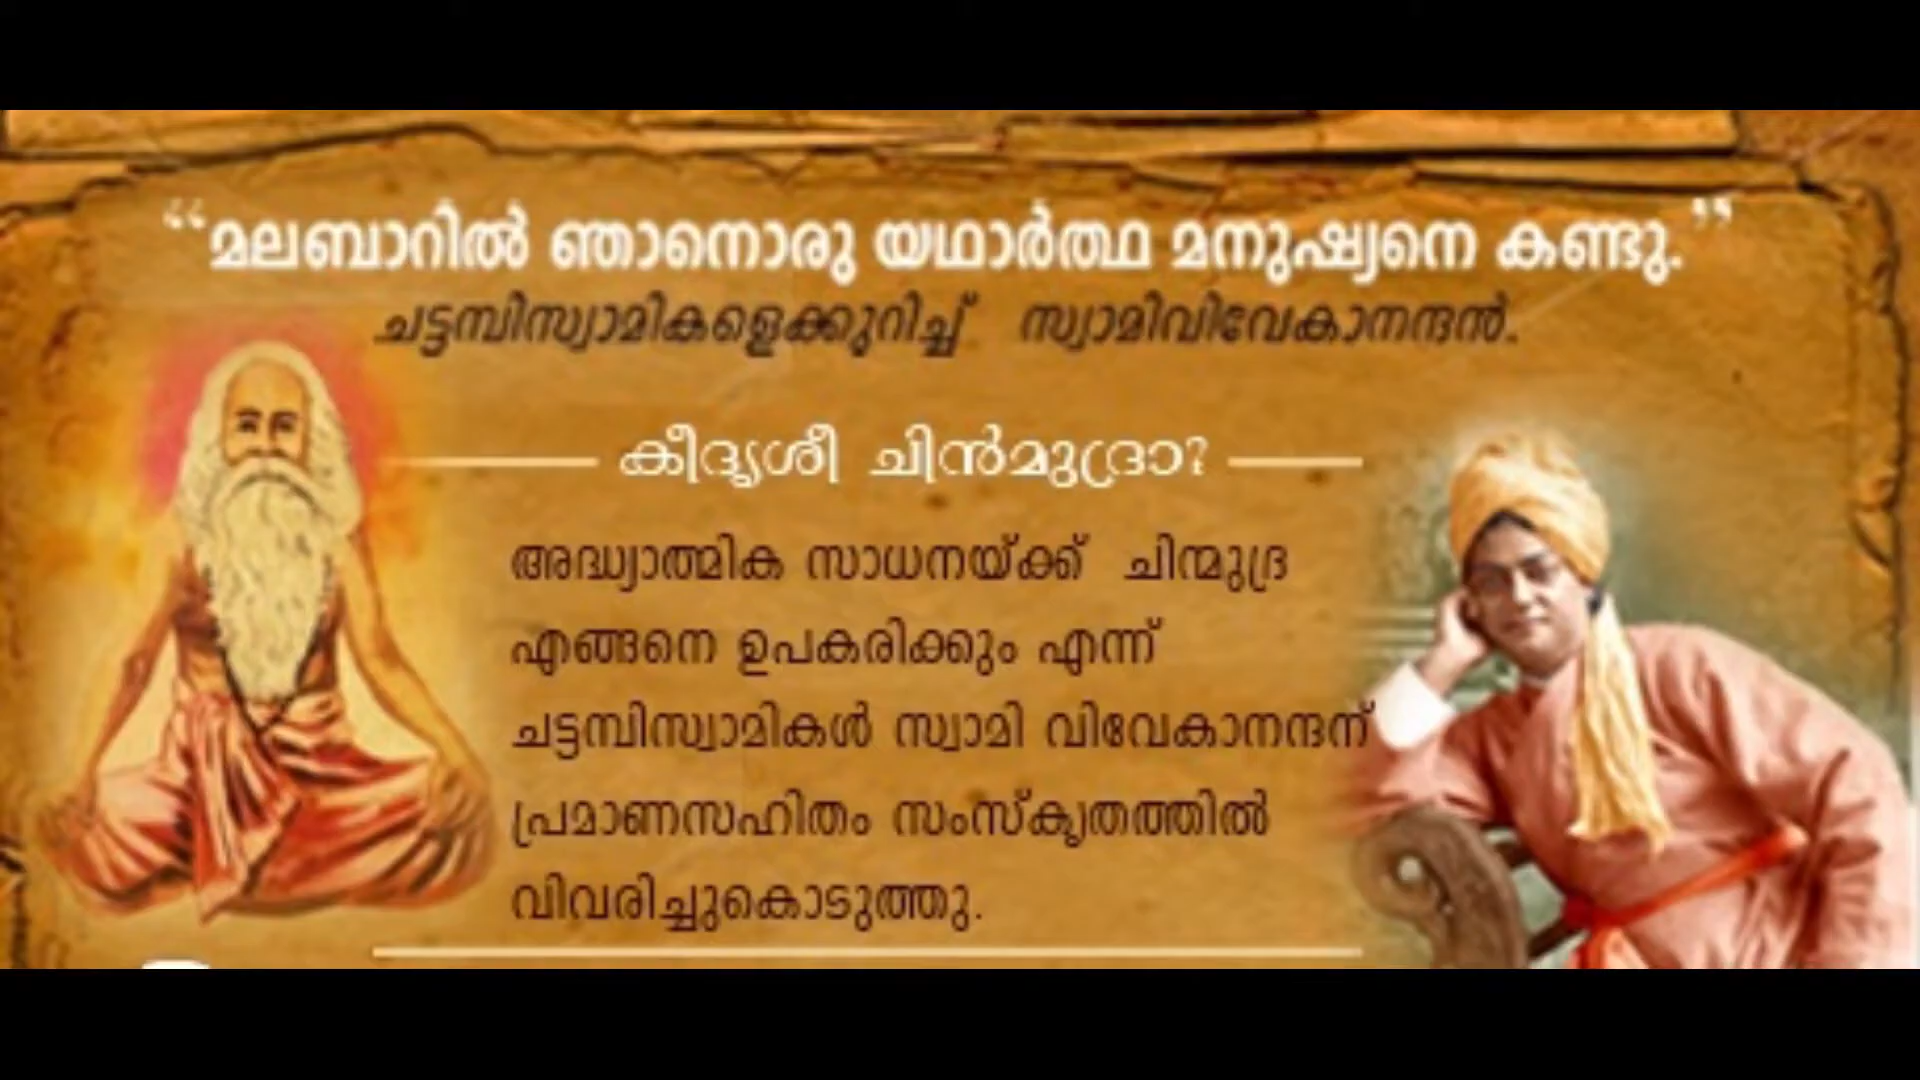 “മലബാറിൽ ഞാനൊരു യഥാർത്ഥ മനുഷ്യനെ കണ്ടു.”
ചട്ടമ്പിസ്വാമികളെക്കുറിച്ച് സ്വാമിവിവേകാനന്ദൻ.
കീദൃശീ ചിൻമുദ്രാ?
അദ്ധ്യാത്മിക സാധനയ്ക്ക് ചിന്മുദ്ര
എങ്ങനെ ഉപകരിക്കും എന്ന്
ചട്ടമ്പിസ്വാമികൾ സ്വാമി വിവേകാനന്ദന്
പ്രമാണസഹിതം സംസ്കൃതത്തിൽ
വിവരിച്ചുകൊടുത്തു.